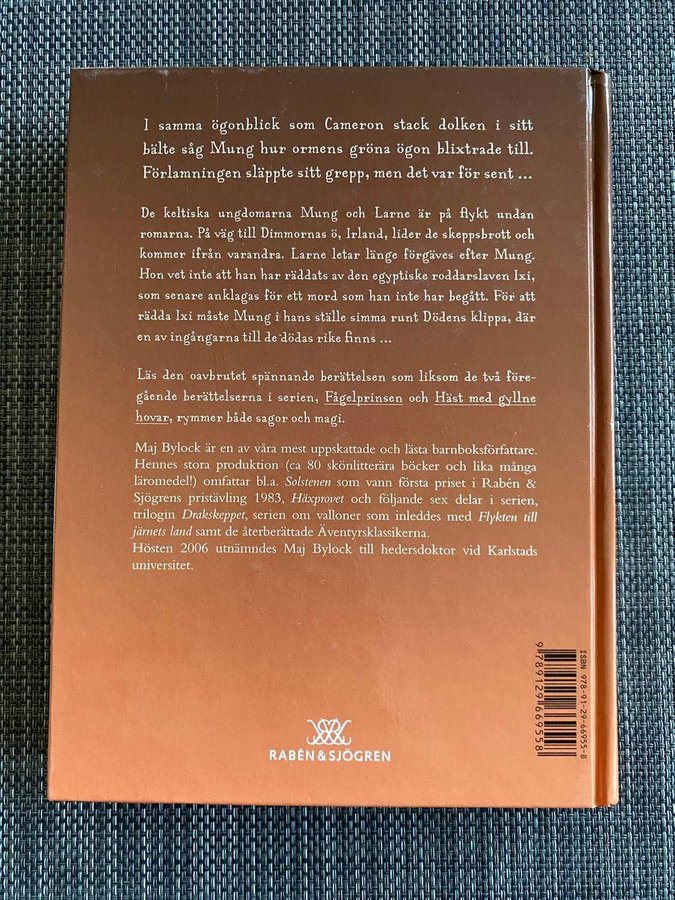 I samma ögonblick som Cameron stack dolken i sitt
bälte såg Mung hur ormens gröna ögon blixtrade till.
Förlamningen släppte sitt grepp, men det var för sent ...
De keltiska ungdomarna Mung och Larne är på flykt undan
romarna. På väg till Dimmornas ö, Irland, lider de skeppsbrott och
kommer ifrån varandra. Larne letar länge förgäves efter Mung.
Hon vet inte att han har räddats av den egyptiske roddarslaven Ixi,
som senare anklagas för ett mord som han inte har begått. För att
rädda Ixi måste Mung i hans ställe simma runt Dödens klippa, där
en av ingångarna till de dödas rike finns ...
Läs den oavbrutet spännande berättelsen som liksom de två före-
gående berättelserna i serien, Fågelprinsen och Häst med gyllne
hovar, rymmer både sagor och magi.
Maj Bylock är en av våra mest uppskattade och lästa barnboksförfattare.
Hennes stora produktion (ca 80 skönlitterära böcker och lika många
läromedel!) omfattar bl.a. Solstenen som vann första priset i Rabén &
Sjögrens pristävling 1983, Häxprovet och följande sex delar i serien,
trilogin Drakskeppet, serien om valloner som inleddes med Flykten till
järnets land samt de återberättade Äventyrsklassikerna.
Hösten 2006 utnämndes Maj Bylock till hedersdoktor vid Karlstads
universitet.
ISBN 978-91-29-66955-8
9 789129 669558
RABÉN & SJÖGREN